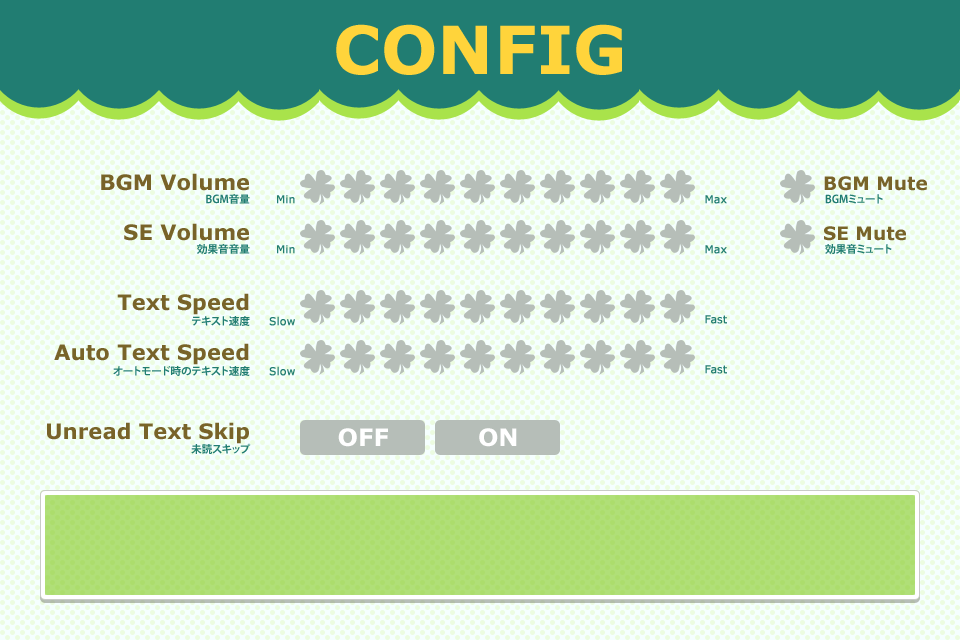 CONFIG
BGM Volume
BGM音量
Min
Max
BGM Mute
BGMミュート
SE Volume
効果音音量
Min
Max
SE Mute
効果音ミュート
Text Speed
テキスト速度
Slow
Fast
Auto Text Speed
オートモード時のテキスト速度
Slow
Fast
Unread Text Skip
未読スキップ
OFF
ON